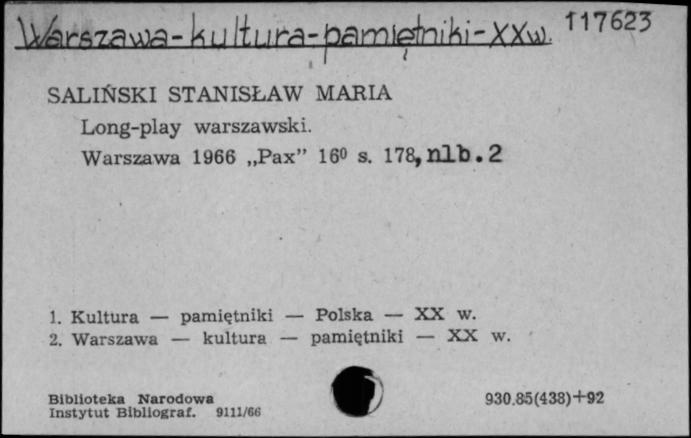 Warszawa-kultura-pamiętniki-XXw. 117623
SALIŃSKI STANISŁAW MARIA
Long-play warszawski.
Warszawa 1966 „Pax” 16⁰ s. 178, nlb.2
1. Kultura — pamiętniki — Polska — XX w.
2. Warszawa — kultura — pamiętniki — XX w.
Biblioteka Narodowa
Instytut Bibliograf. 9111/66
930.85(438)+92